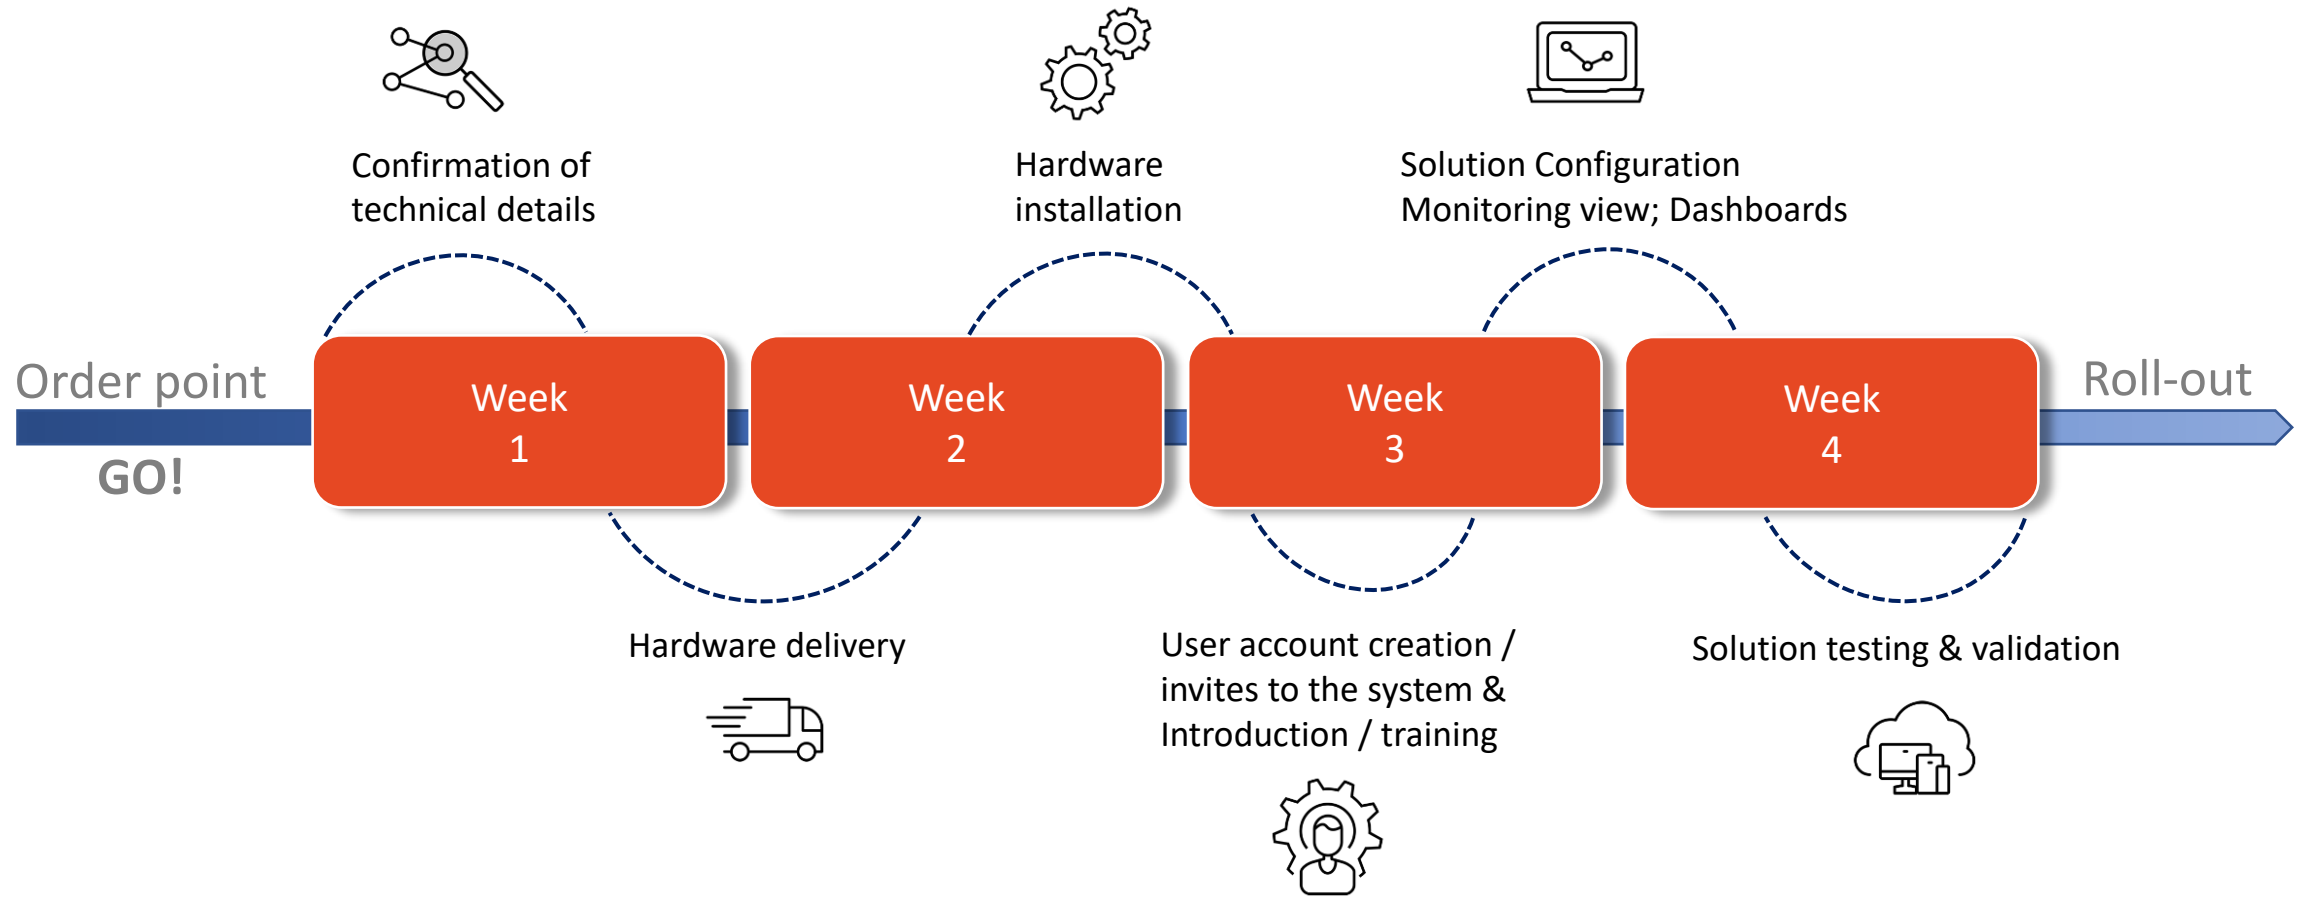 Confirmation of
technical details
Hardware
installation
Solution Configuration
Monitoring view; Dashboards
Order point
GO!
Week
1
Week
2
Week
3
Week
4
Roll-out
Hardware delivery
User account creation /
invites to the system &
Introduction / training
Solution testing & validation